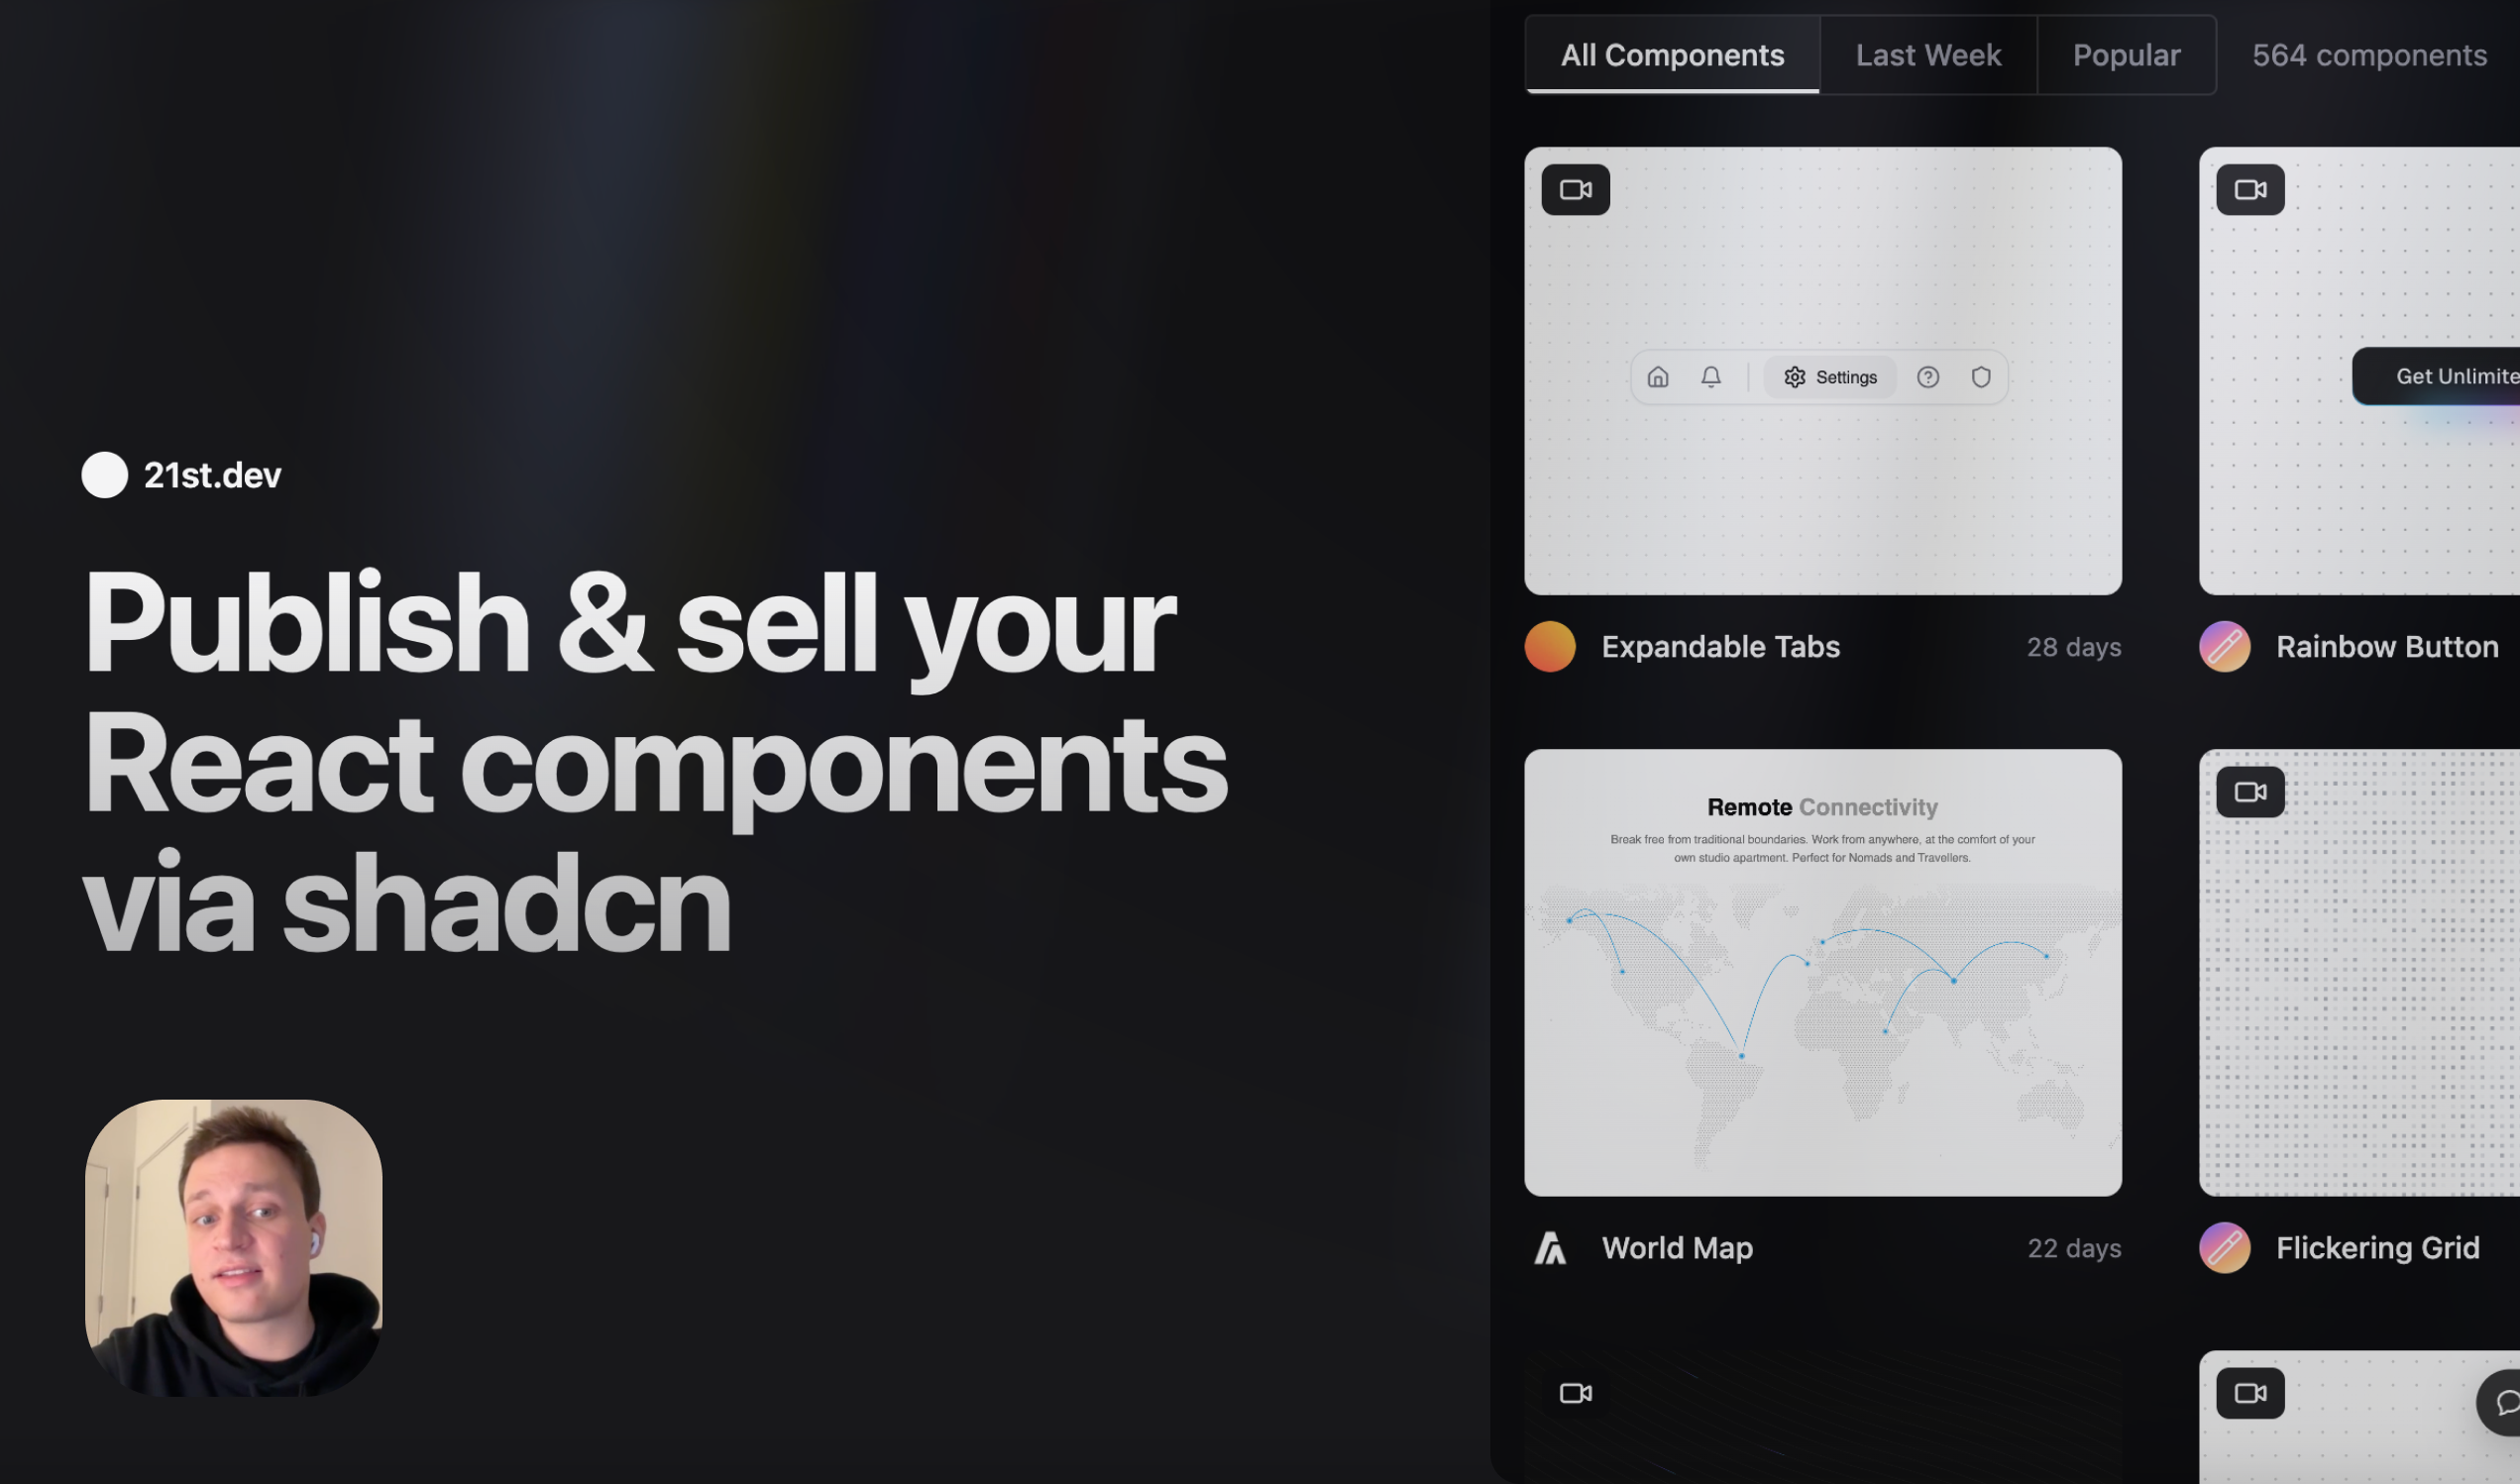 21st.dev
Publish & sell your
React components
via shadcn
All Components
Last Week
Popular
564 components
Settings
Get Unlimite
Expandable Tabs
28 days
Rainbow Button
Remote Connectivity
Break free from traditional boundaries. Work from anywhere, at the comfort of your
own studio apartment. Perfect for Nomads and Travellers.
World Map
22 days
Flickering Grid